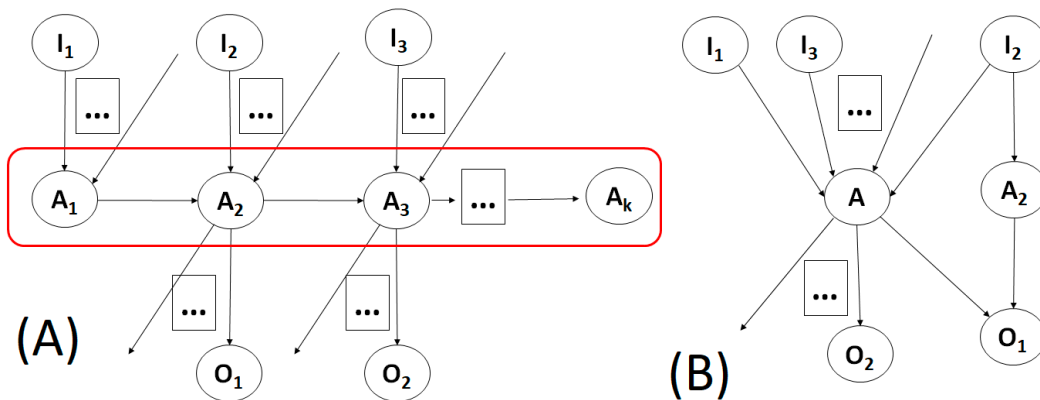 I1 I2 I3
... ... ...
A1 A2 A3 ... Ak
... ...
(A)
O1 O2
I1 I3 I2
...
A A2
...
(B)
O2 O1